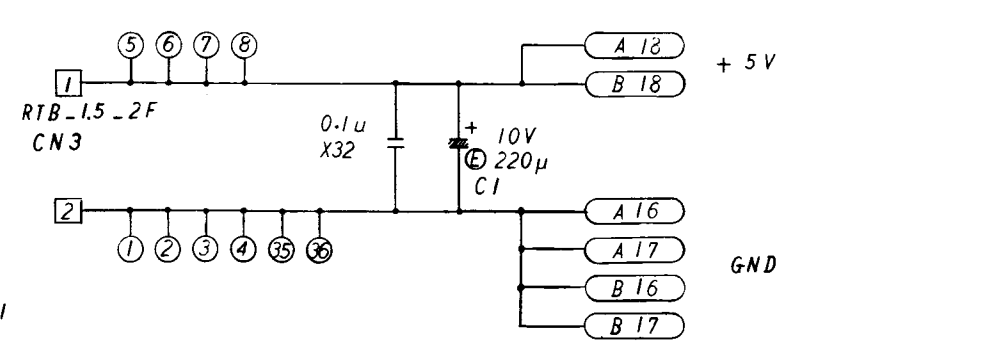 5 6 7 8
A 18
+ 5V
1
B 18
RTB_1.5_2F
CN3
0.1u
X32
+
10V
E 220μ
C1
2
A 16
1 2 3 4 35 36
A 17
GND
B 16
B 17